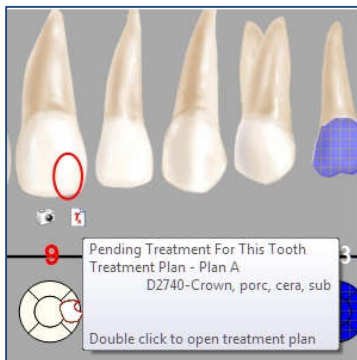 9
3
Pending Treatment For This Tooth
Treatment Plan - Plan A
D2740-Crown, porc, cera, sub
Double click to open treatment plan